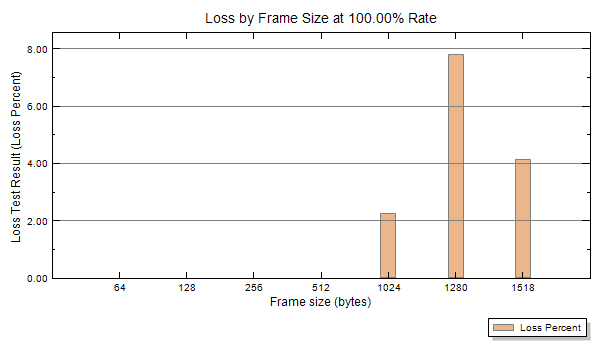 Loss by Frame Size at 100.00% Rate
Loss Test Result (Loss Percent)
8.00
6.00
4.00
2.00
0.00
64 128 256 512 1024 1280 1518
Frame size (bytes)
Loss Percent